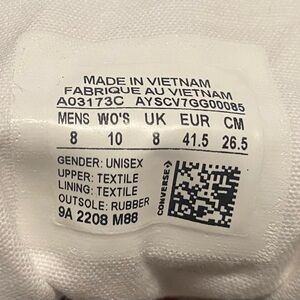 MADE IN VIETNAM
FABRIQUE AU VIETNAM
A03173C AYSCV7GG00085
MENS WO'S UK EUR CM
8 10 8 41.5 26.5
GENDER: UNISEX
UPPER: TEXTILE
LINING: TEXTILE
OUTSOLE: RUBBER
9A 2208 M88
CONVERSE